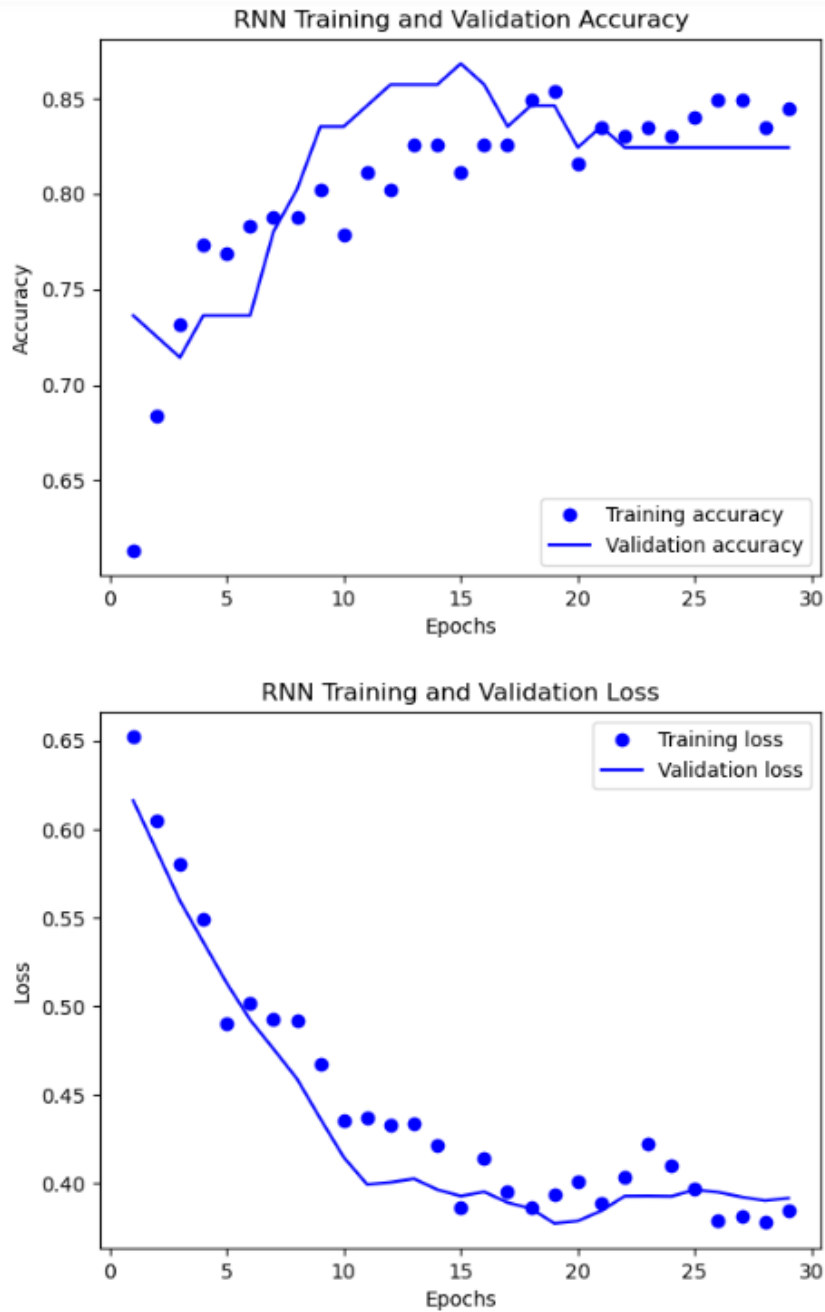 RNN Training and Validation Accuracy
0.85
0.80
0.75
0.70
0.65
Accuracy
Training accuracy
Validation accuracy
0 5 10 15 20 25 30
Epochs
RNN Training and Validation Loss
Training loss
Validation loss
0.65
0.60
0.55
0.50
0.45
0.40
Loss
0 5 10 15 20 25 30
Epochs